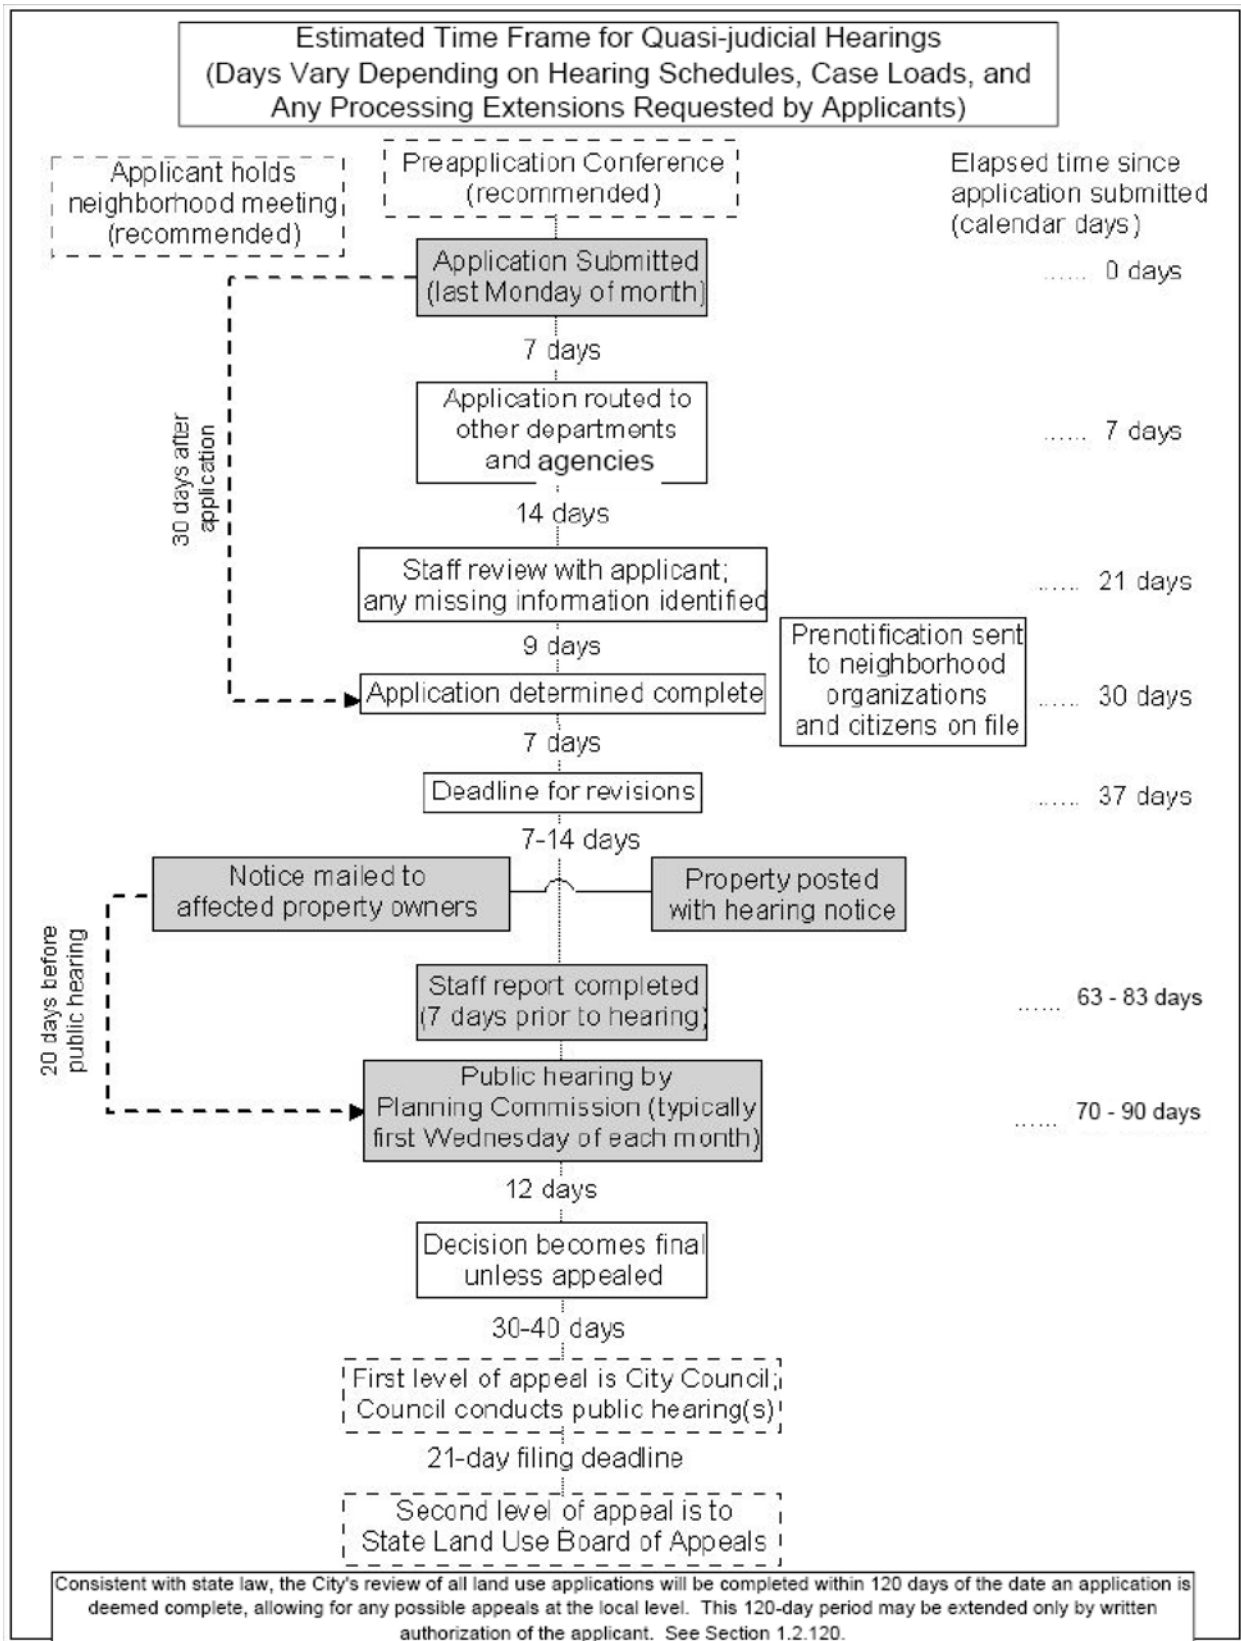 Estimated Time Frame for Quasi-judicial Hearings
(Days Vary Depending on Hearing Schedules, Case Loads, and
Any Processing Extensions Requested by Applicants)
Applicant holds
neighborhood meeting
(recommended)
Preapplication Conference
(recommended)
Elapsed time since
application submitted
(calendar days)
Application Submitted
(last Monday of month)
...... 0 days
7 days
30 days after
application
Application routed to
other departments
and agencies
...... 7 days
14 days
Staff review with applicant;
any missing information identified
...... 21 days
9 days
Prenotification sent
to neighborhood
organizations
and citizens on file
Application determined complete
...... 30 days
7 days
Deadline for revisions
...... 37 days
7-14 days
Notice mailed to
affected property owners
Property posted
with hearing notice
20 days before
public hearing
Staff report completed
(7 days prior to hearing)
...... 63 - 83 days
Public hearing by
Planning Commission (typically
first Wednesday of each month)
...... 70 - 90 days
12 days
Decision becomes final
unless appealed
30-40 days
First level of appeal is City Council;
Council conducts public hearing(s)
21-day filing deadline
Second level of appeal is to
State Land Use Board of Appeals
Consistent with state law, the City's review of all land use applications will be completed within 120 days of the date an application is
deemed complete, allowing for any possible appeals at the local level. This 120-day period may be extended only by written
authorization of the applicant. See Section 1.2.120.